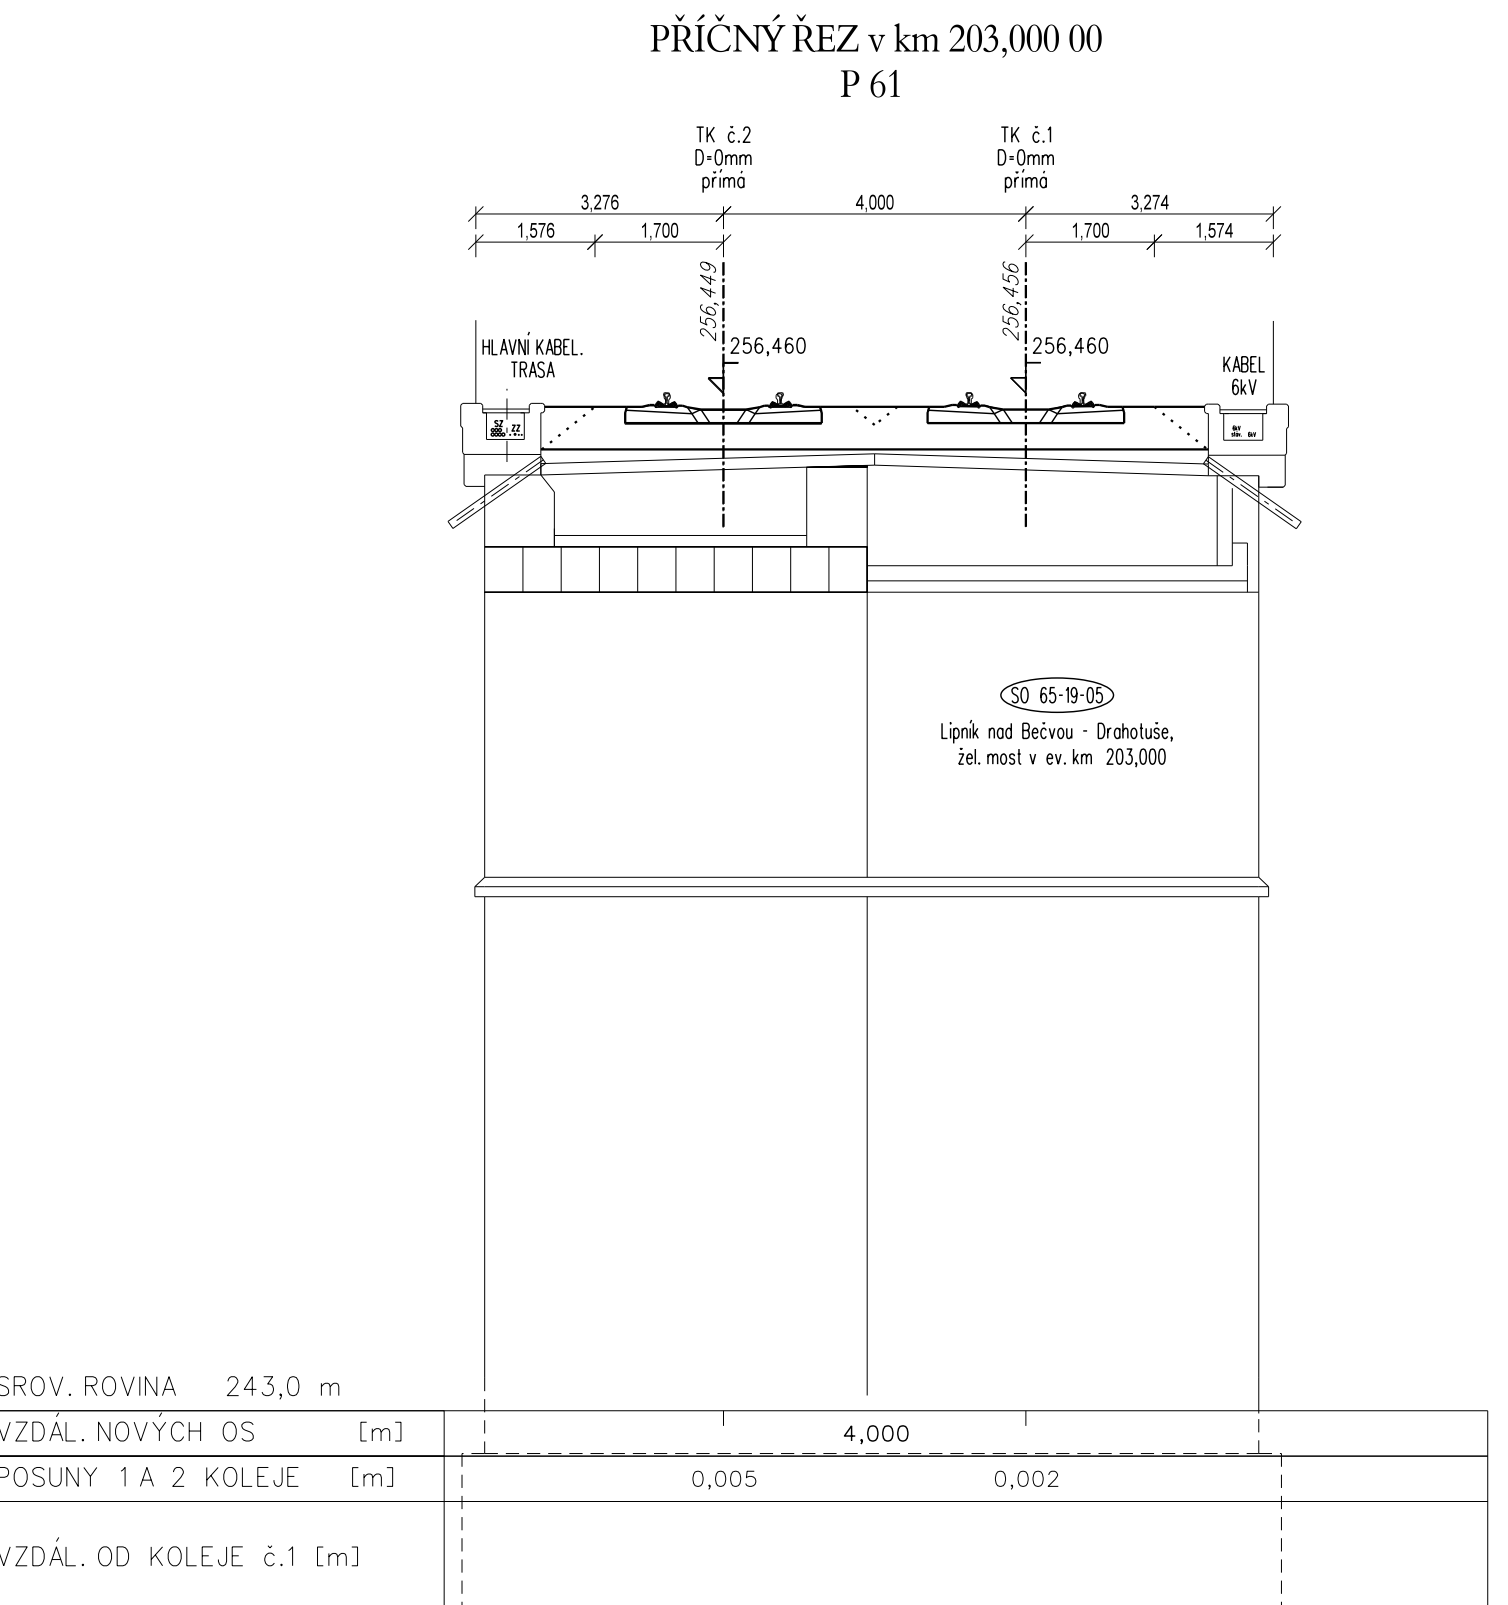 PŘÍČNÝ ŘEZ v km 203,000 00
P 61
TK č.2
D=0mm
přímá
TK č.1
D=0mm
přímá
3,276
4,000
3,274
1,576
1,700
1,700
1,574
256,449
256,456
256,460
256,460
HLAVNÍ KABEL.
TRASA
KABEL
6kV
SZ
ZZ
6kV
stáv. 6kV
SO 65-19-05
Lipník nad Bečvou - Drahotuše,
žel. most v ev. km 203,000
SROV. ROVINA 243,0 m
VZDÁL. NOVÝCH OS [m]
4,000
POSUNY 1 A 2 KOLEJE [m]
0,005
0,002
VZDÁL. OD KOLEJE č.1 [m]